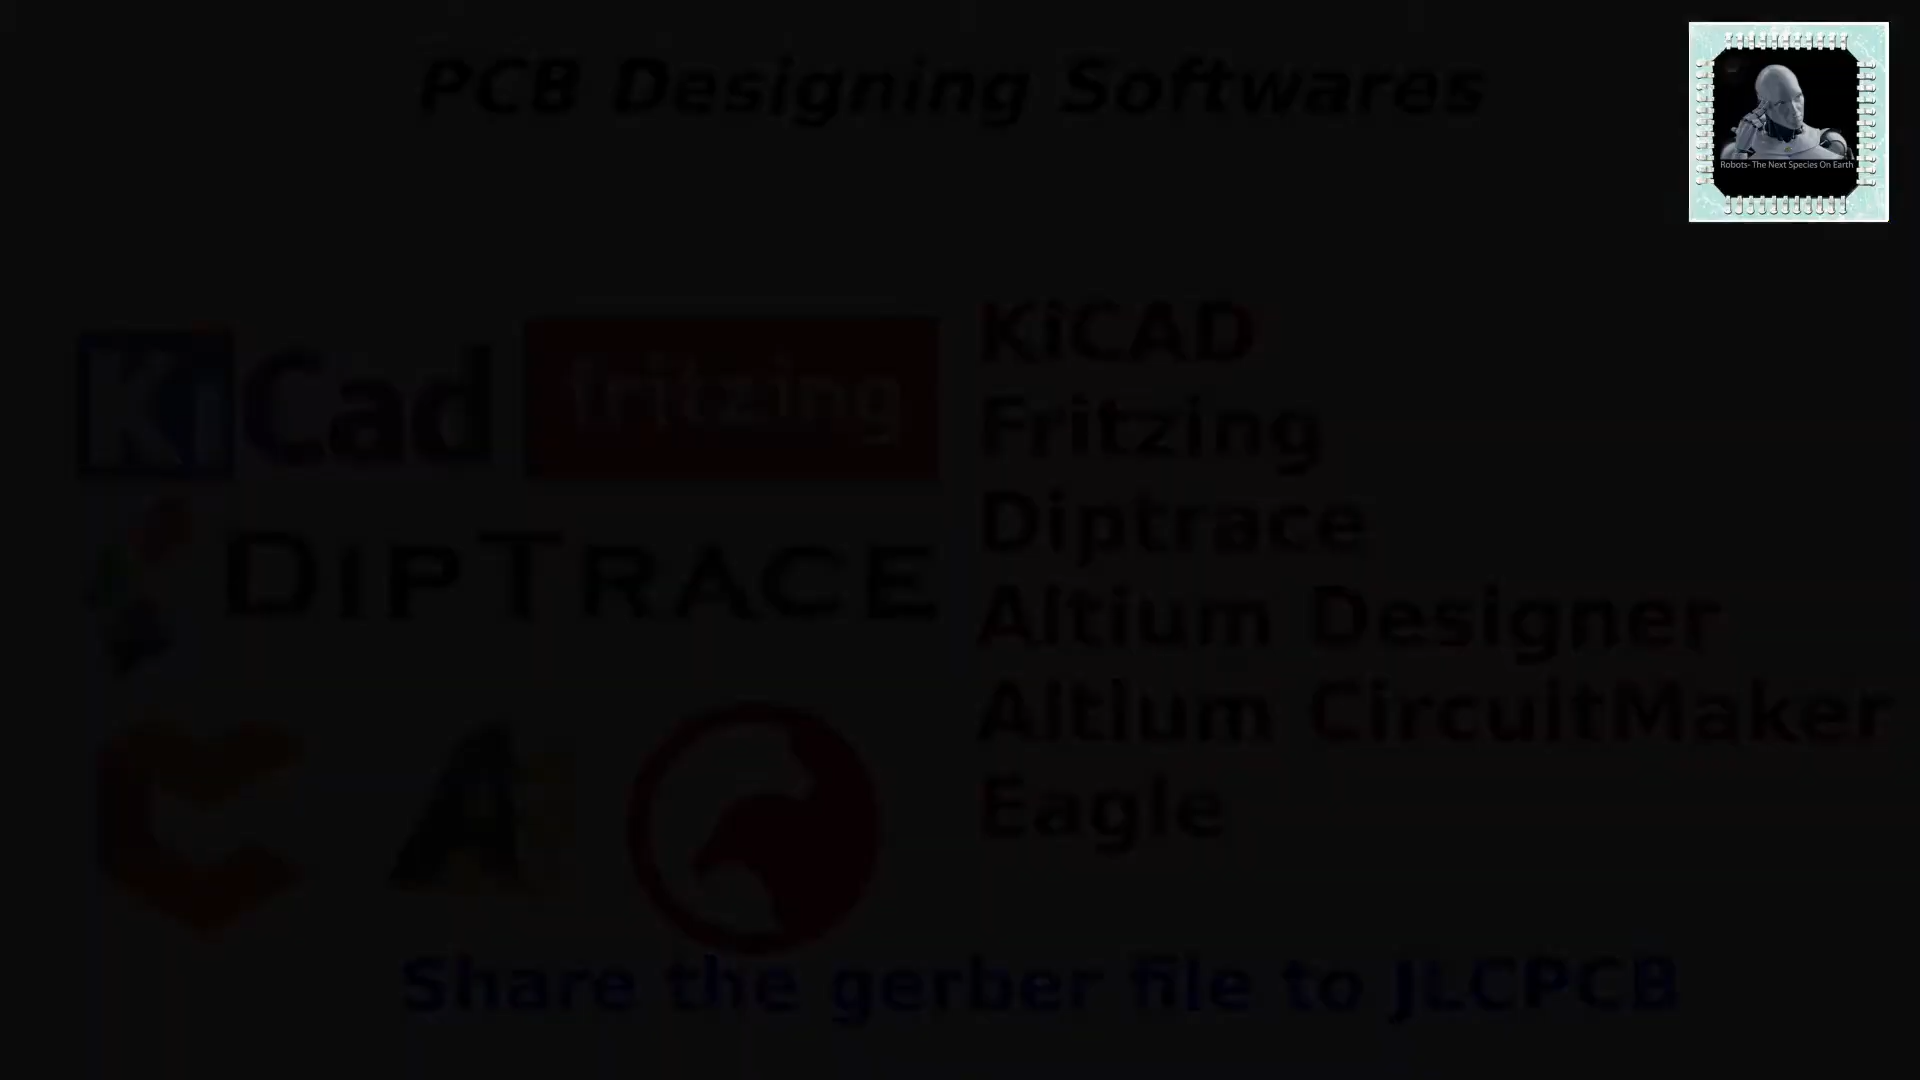 PCB Designing Softwares
Robots- The Next Species On Earth
KiCad
fritzing
DIPTRACE
KiCAD
Fritzing
Diptrace
Altium Designer
Altium CircuitMaker
Eagle
Share the gerber file to JLCPCB